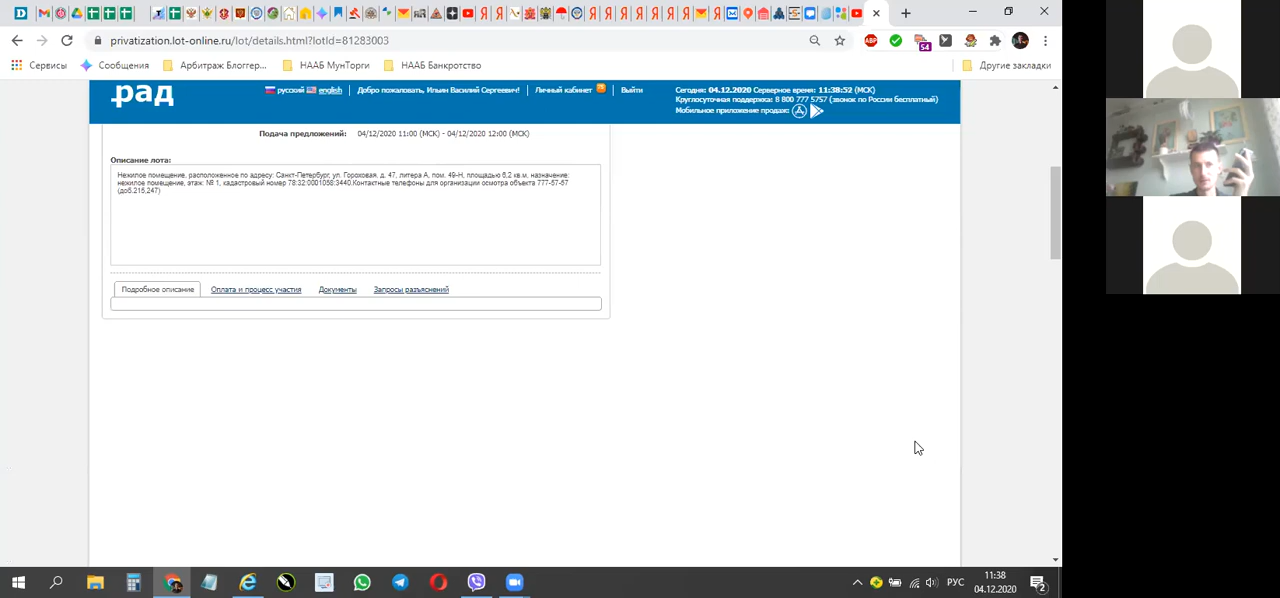 privatization.lot-online.ru/lot/details.html?lotId=81283003
ABP
54
Сервисы
Сообщения
Арбитраж Блоггер...
НААБ МунТорги
НААБ Банкротство
Другие закладки
рад
русский
english
Добро пожаловать, Ильин Василий Сергеевич!
Личный кабинет
Выйти
Сегодня: 04.12.2020 Серверное время: 11:38:52 (МСК)
Круглосуточная поддержка: 8 800 777 5757 (звонок по России бесплатный)
Мобильное приложение продаж:
Подача предложений: 04/12/2020 11:00 (МСК) - 04/12/2020 12:00 (МСК)
Описание лота:
Нежилое помещение, расположенное по адресу: Санкт-Петербург, ул. Гороховая, д. 47, литера А, пом. 49-Н, площадью 6,2 кв.м, назначение:
нежилое помещение, этаж: № 1, кадастровый номер 78:32:0001058:3440.Контактные телефоны для организации осмотра объекта 777-57-57
(доб.215,247)
Подробное описание
Оплата и процесс участия
Документы
Запросы разъяснений
РУС
11:38
04.12.2020
2